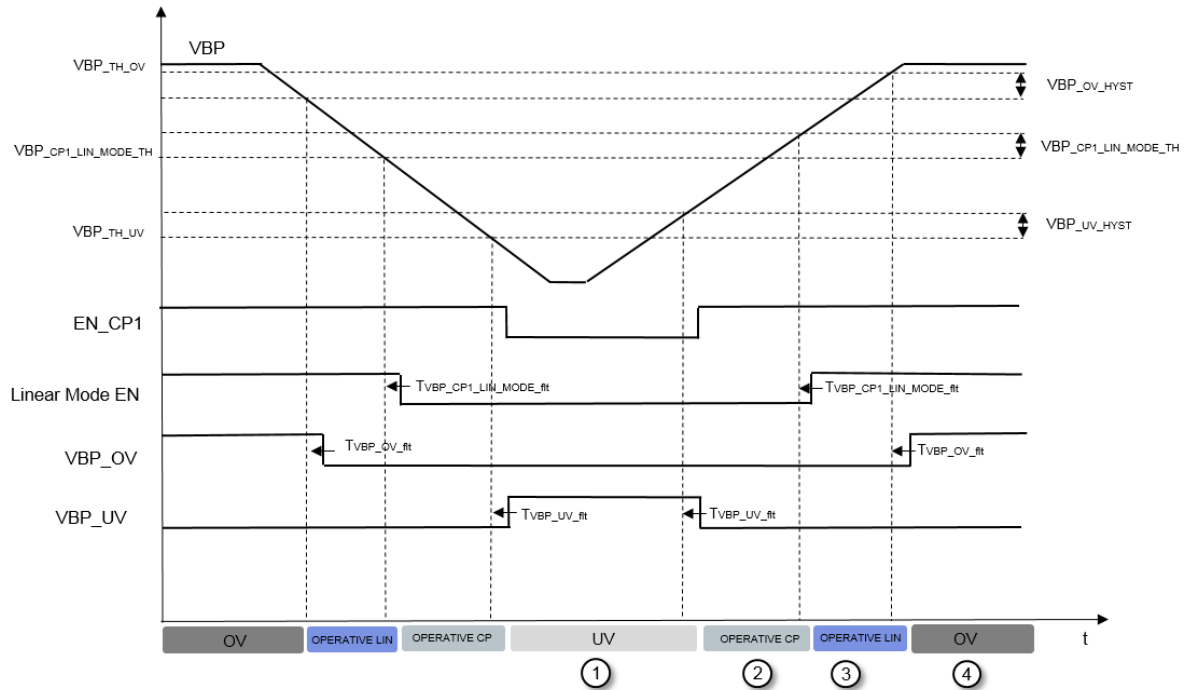 VBP
VBP_TH_OV
VBP_OV_HYST
VBP_CP1_LIN_MODE_TH
VBP_CP1_LIN_MODE_TH
VBP_TH_UV
VBP_UV_HYST
EN_CP1
Linear Mode EN
TVBP_CP1_LIN_MODE_flt
TVBP_CP1_LIN_MODE_flt
VBP_OV
TVBP_OV_flt
TVBP_OV_flt
VBP_UV
TVBP_UV_flt
TVBP_UV_flt
OV
OPERATIVE LIN
OPERATIVE CP
UV
OPERATIVE CP
OPERATIVE LIN
OV
t
1
2
3
4